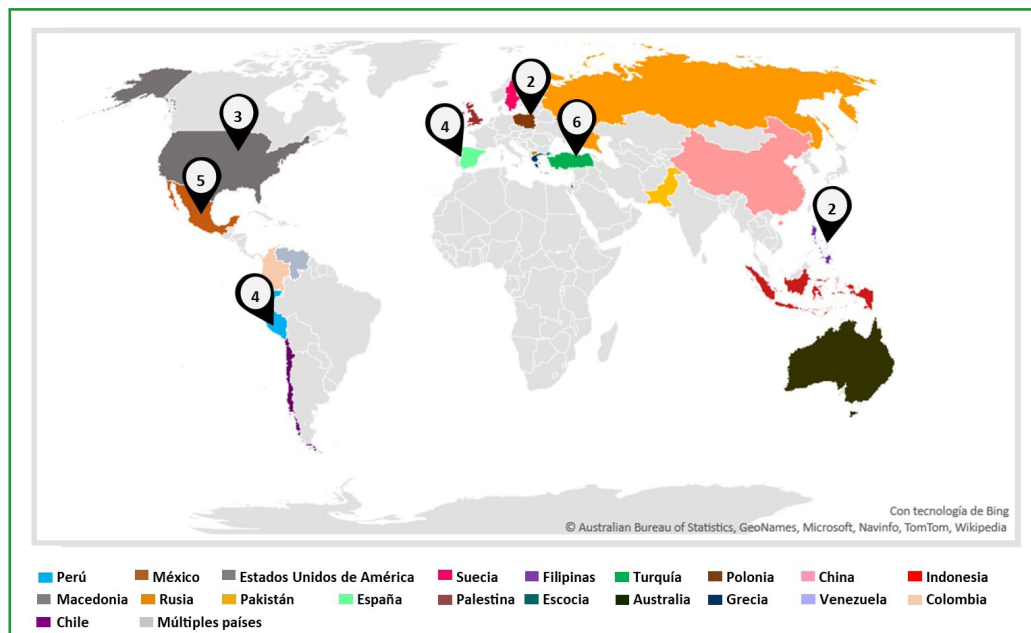 2
3
4
6
5
2
4
Con tecnología de Bing
© Australian Bureau of Statistics, GeoNames, Microsoft, Navinfo, TomTom, Wikipedia
Perú México Estados Unidos de América Suecia Filipinas Turquía Polonia China Indonesia
Macedonia Rusia Pakistán España Palestina Escocia Australia Grecia Venezuela Colombia
Chile Múltiples países